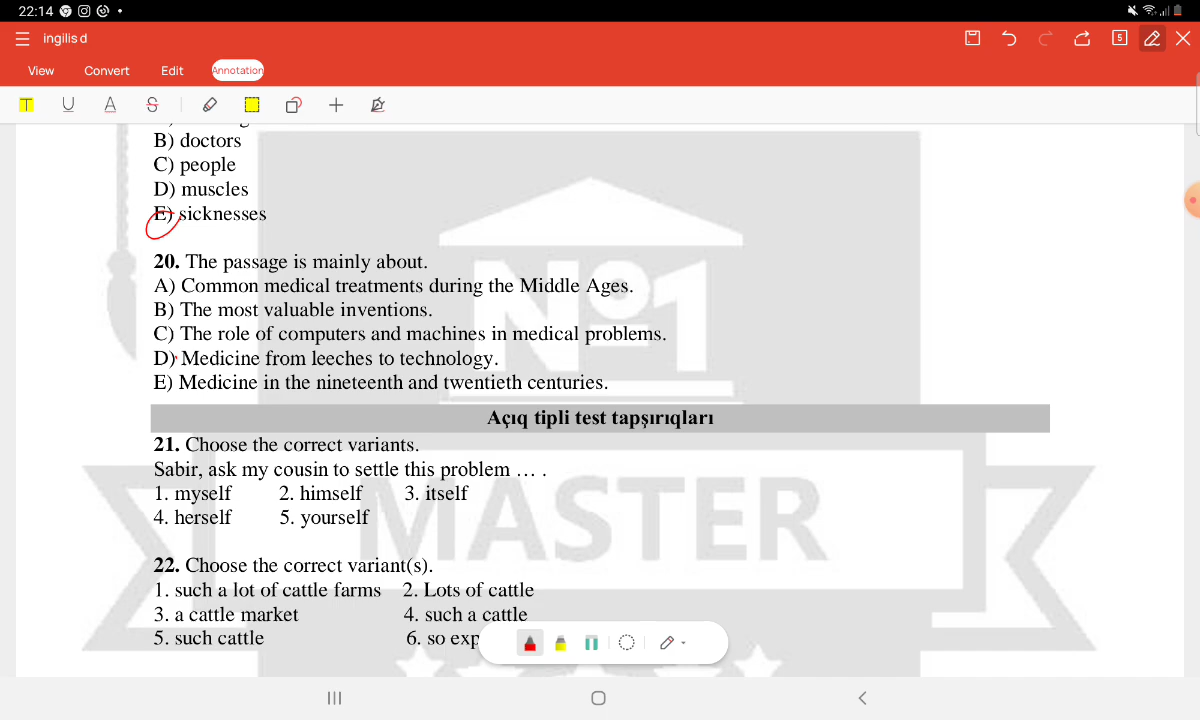 22:14
ingilis d
5
View Convert Edit Annotation
T U A S
B) doctors
C) people
D) muscles
E) sicknesses
20. The passage is mainly about.
A) Common medical treatments during the Middle Ages.
B) The most valuable inventions.
C) The role of computers and machines in medical problems.
D) Medicine from leeches to technology.
E) Medicine in the nineteenth and twentieth centuries.
Nº1
Açıq tipli test tapşırıqları
21. Choose the correct variants.
Sabir, ask my cousin to settle this problem … .
1. myself 2. himself 3. itself
4. herself 5. yourself
MASTER
22. Choose the correct variant(s).
1. such a lot of cattle farms 2. Lots of cattle
3. a cattle market 4. such a cattle
5. such cattle 6. so exp